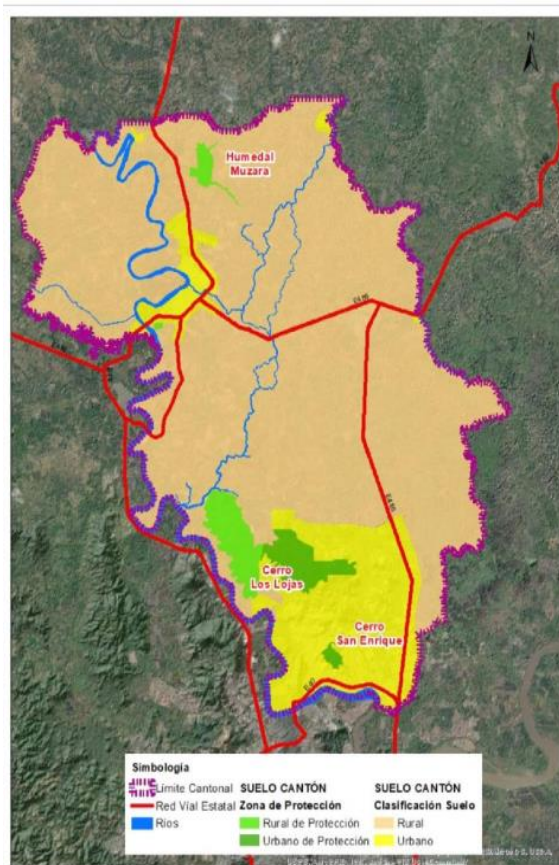 N
Humedal
Muzara
Cerro
Los Lojas
Cerro
San Enrique
Simbología
Límite Cantonal
Red Vial Estatal
Ríos
SUELO CANTÓN
Zona de Protección
Rural de Protección
Urbano de Protección
SUELO CANTÓN
Clasificación Suelo
Rural
Urbano